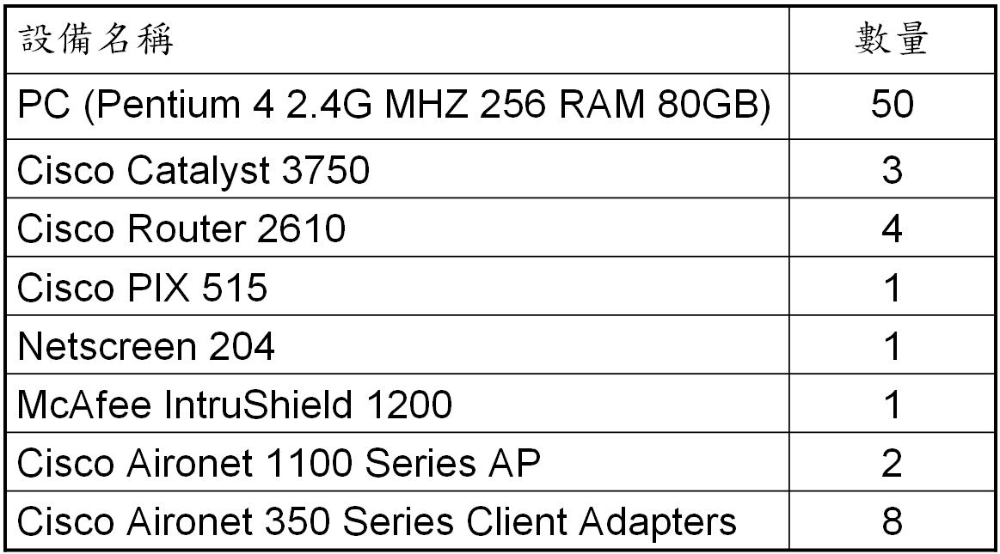 設備名稱 數量
PC (Pentium 4 2.4G MHZ 256 RAM 80GB) 50
Cisco Catalyst 3750 3
Cisco Router 2610 4
Cisco PIX 515 1
Netscreen 204 1
McAfee IntruShield 1200 1
Cisco Aironet 1100 Series AP 2
Cisco Aironet 350 Series Client Adapters 8